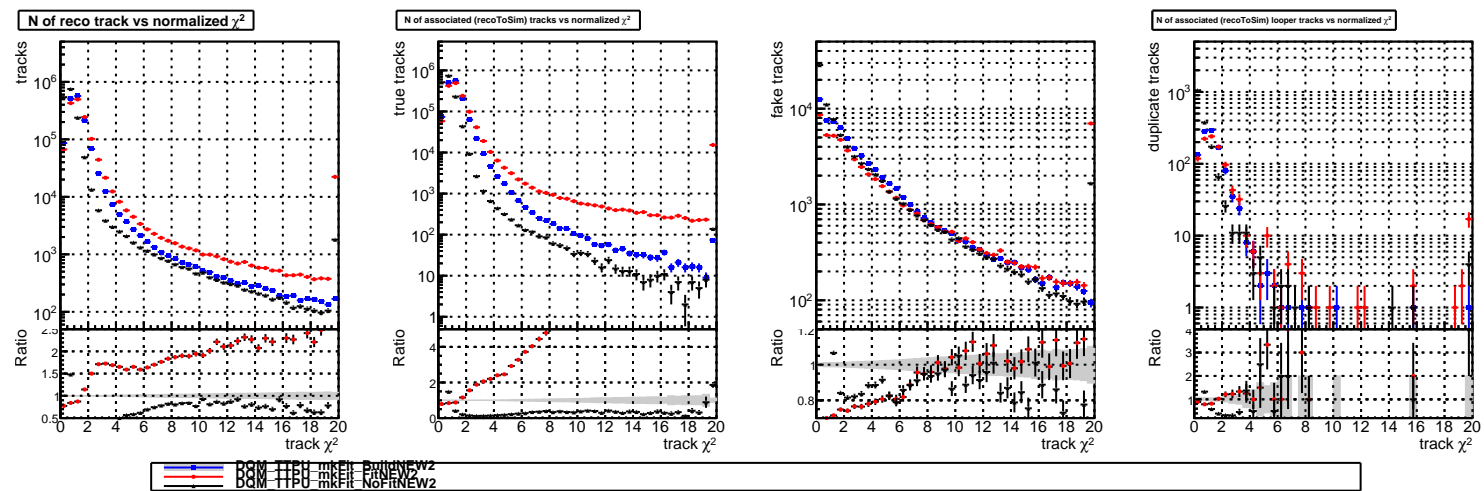 N of reco track vs normalized χ²
N of associated (recoToSim) tracks vs normalized χ²
N of associated (recoToSim) looper tracks vs normalized χ²
tracks
10⁶
10⁵
10⁴
10³
10²
Ratio
2.5
2
1.5
1
0.5
0 2 4 6 8 10 12 14 16 18 20
track χ²
true tracks
10⁶
10⁵
10⁴
10³
10²
10
1
Ratio
4
2
1
0
0 2 4 6 8 10 12 14 16 18 20
track χ²
fake tracks
10⁴
10³
10²
Ratio
1.2
1
0.8
0 2 4 6 8 10 12 14 16 18 20
track χ²
duplicate tracks
10³
10²
10
1
Ratio
4
3
2
1
0 2 4 6 8 10 12 14 16 18 20
track χ²
DQM_TTPU_mkFit_BuildNEW2
DQM_TTPU_mkFit_FitNEW2
DQM_TTPU_mkFit_NoFitNEW2